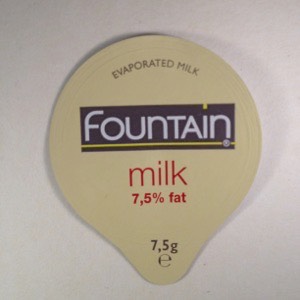 EVAPORATED MILK
FOUNTAIN®
milk
7,5% fat
7,5g
℮